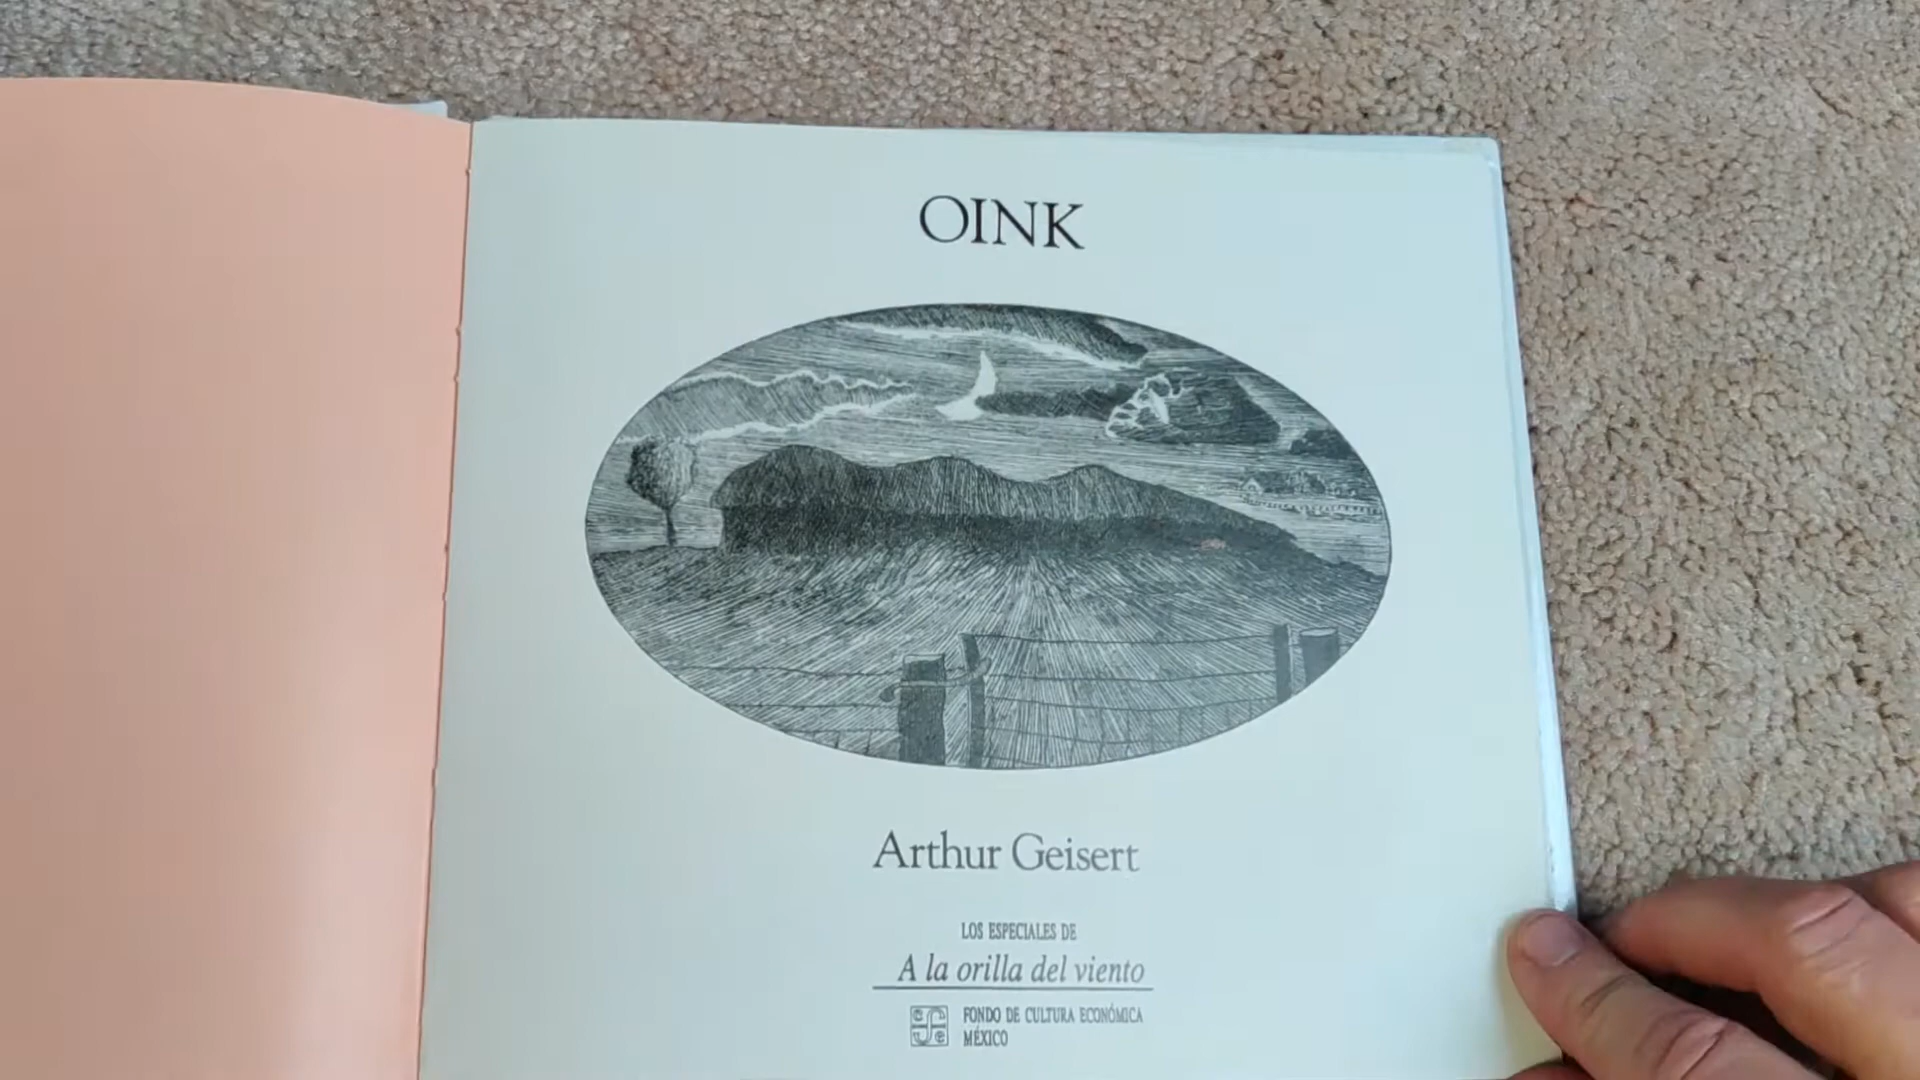 OINK
Arthur Geisert
LOS ESPECIALES DE
A la orilla del viento
FONDO DE CULTURA ECONÓMICA
MÉXICO